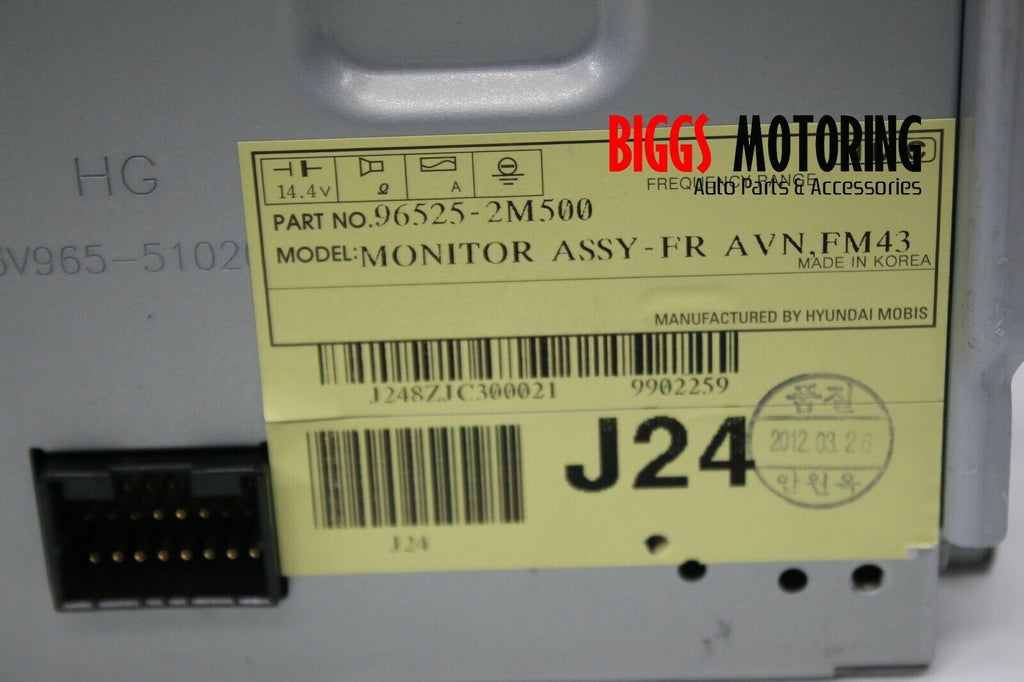 BIGGS MOTORING
Auto Parts & Accessories
HG
14.4V
Ω
A
FREQUENCY RANGE
PART NO.96525-2M500
MODEL:MONITOR ASSY-FR AVN,FM43
MADE IN KOREA
MANUFACTURED BY HYUNDAI MOBIS
V965-5102
J248ZJC300021
9902259
J24
품질
2012.03.26
안원옥
J24